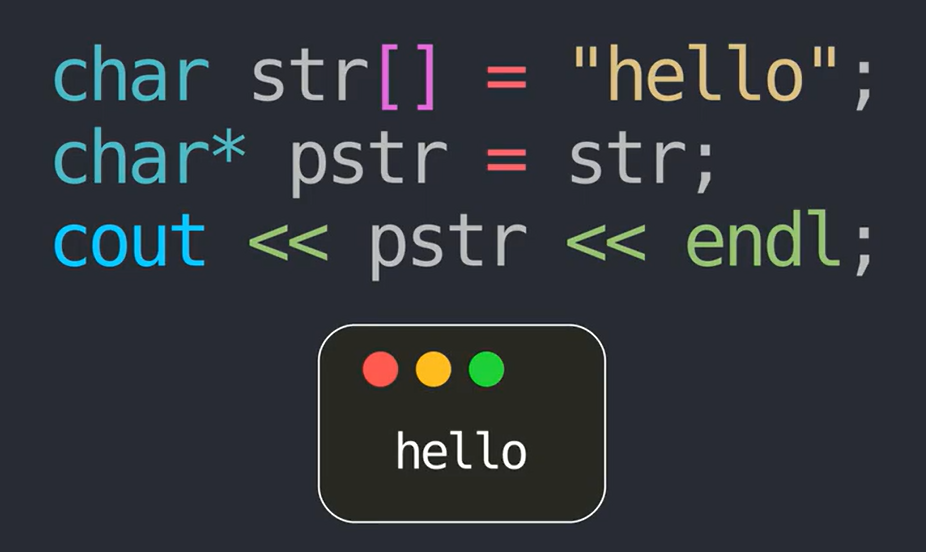 char str[] = "hello";
char* pstr = str;
cout << pstr << endl;
hello